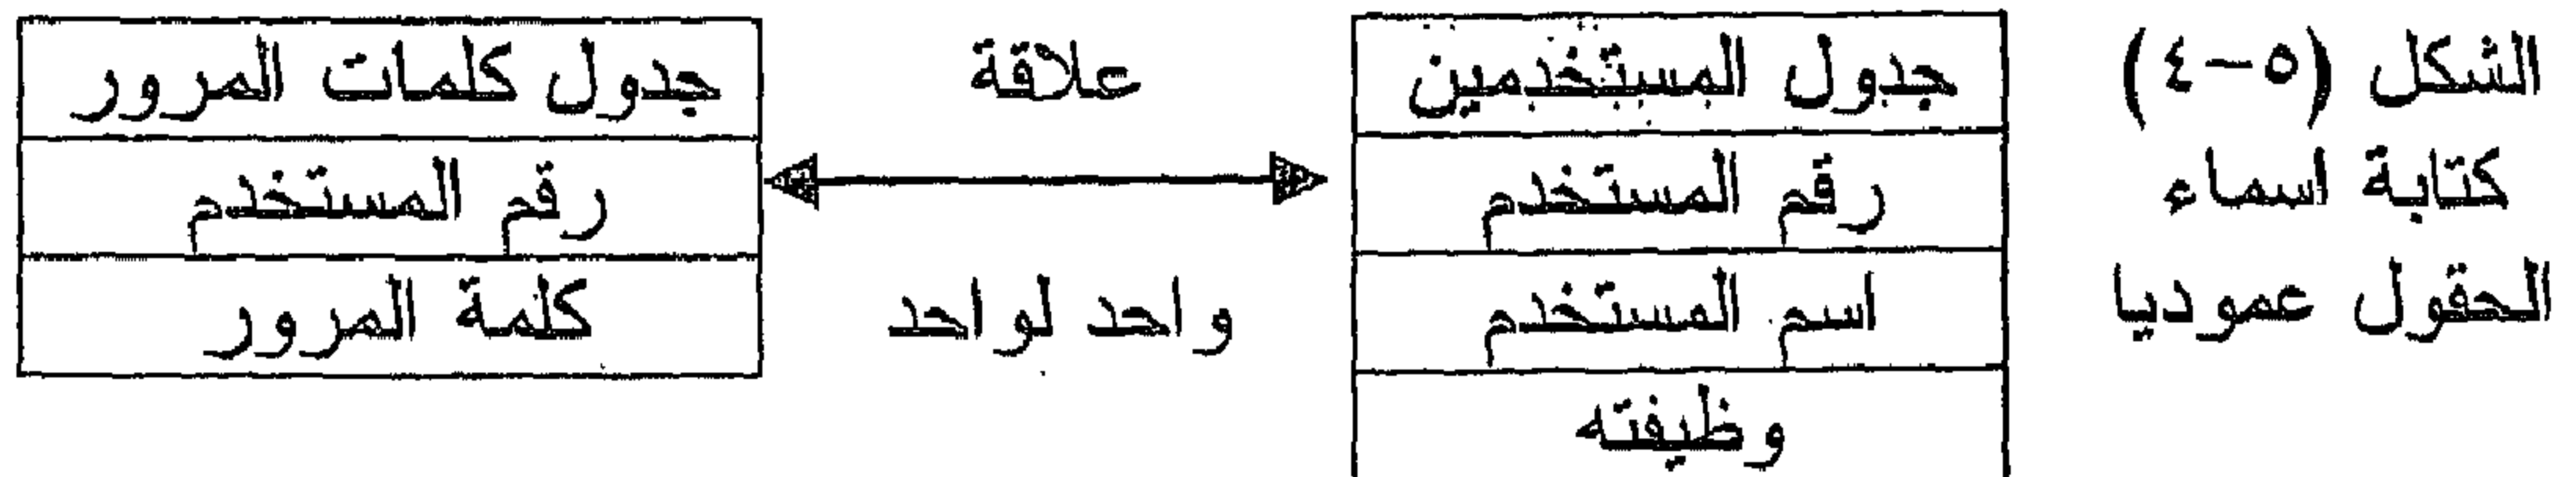 الشكل (٥-٤)
كتابة اسماء
الحقول عموديا
جدول المستخدمين
رقم المستخدم
اسم المستخدم
وظيفته
علاقة
واحد لواحد
جدول كلمات المرور
رقم المستخدم
كلمة المرور